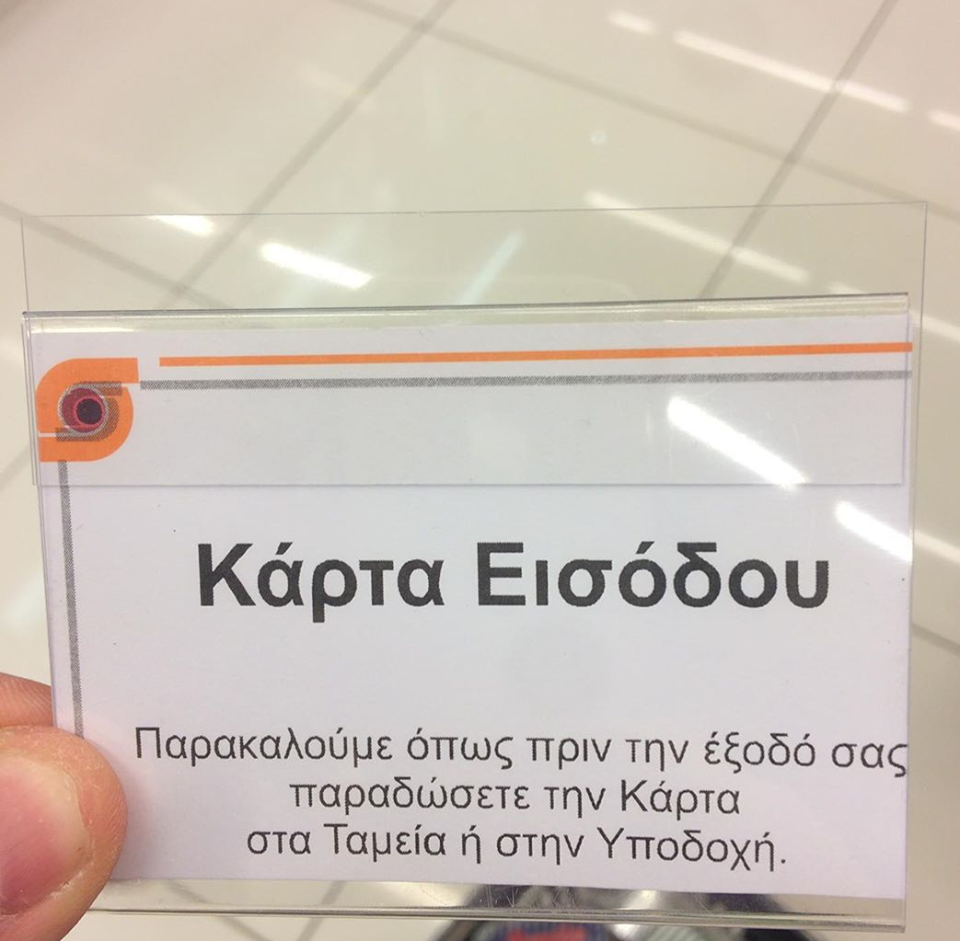 Κάρτα Εισόδου
Παρακαλούμε όπως πριν την έξοδό σας
παραδώσετε την Κάρτα
στα Ταμεία ή στην Υποδοχή.